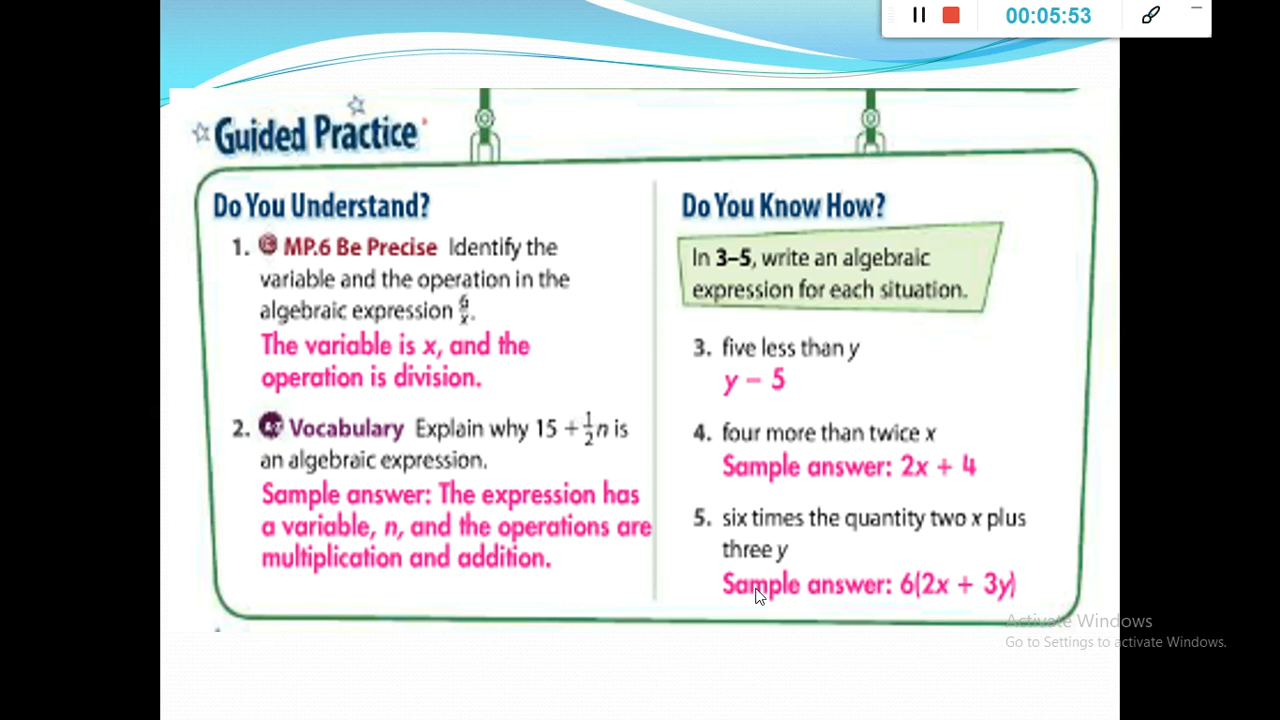 00:05:53
Guided Practice
Do You Understand?
1. MP.6 Be Precise Identify the
variable and the operation in the
algebraic expression 6/x.
The variable is x, and the
operation is division.
2. Vocabulary Explain why 15 + 1/2 n is
an algebraic expression.
Sample answer: The expression has
a variable, n, and the operations are
multiplication and addition.
Do You Know How?
In 3–5, write an algebraic
expression for each situation.
3. five less than y
y − 5
4. four more than twice x
Sample answer: 2x + 4
5. six times the quantity two x plus
three y
Sample answer: 6(2x + 3y)
Activate Windows
Go to Settings to activate Windows.